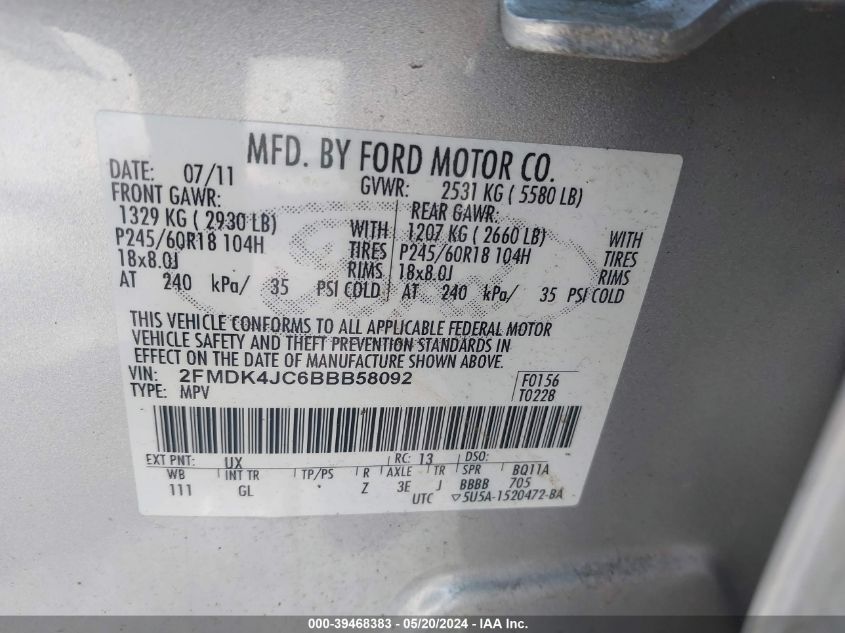 MFD. BY FORD MOTOR CO.
DATE: 07/11 GVWR: 2531 KG ( 5580 LB)
FRONT GAWR: REAR GAWR:
1329 KG ( 2930 LB) WITH 1207 KG ( 2660 LB) WITH
P245/60R18 104H TIRES P245/60R18 104H TIRES
18x8.0J RIMS 18x8.0J RIMS
AT 240 kPa/ 35 PSI COLD AT 240 kPa/ 35 PSI COLD
THIS VEHICLE CONFORMS TO ALL APPLICABLE FEDERAL MOTOR
VEHICLE SAFETY AND THEFT PREVENTION STANDARDS IN
EFFECT ON THE DATE OF MANUFACTURE SHOWN ABOVE.
VIN: 2FMDK4JC6BBB58092 F0156
TYPE: MPV T0228
EXT PNT: UX RC: 13 DSO:
WB INT TR TP/PS R AXLE TR SPR BQ11A
111 GL * Z 3E J BBBB 705
UTC ▽5U5A-1520472-BA
000-39468383 - 05/20/2024 - IAA Inc.